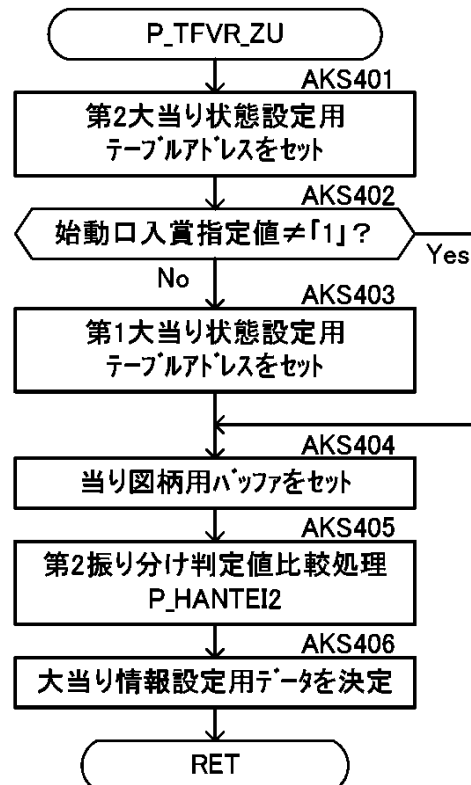 P_TFVR_ZU
AKS401
第2大当り状態設定用
テーブルアドレスをセット
AKS402
始動口入賞指定値≠｢1｣？
Yes
No
AKS403
第1大当り状態設定用
テーブルアドレスをセット
AKS404
当り図柄用バッファをセット
AKS405
第2振り分け判定値比較処理
P_HANTEI2
AKS406
大当り情報設定用データを決定
RET